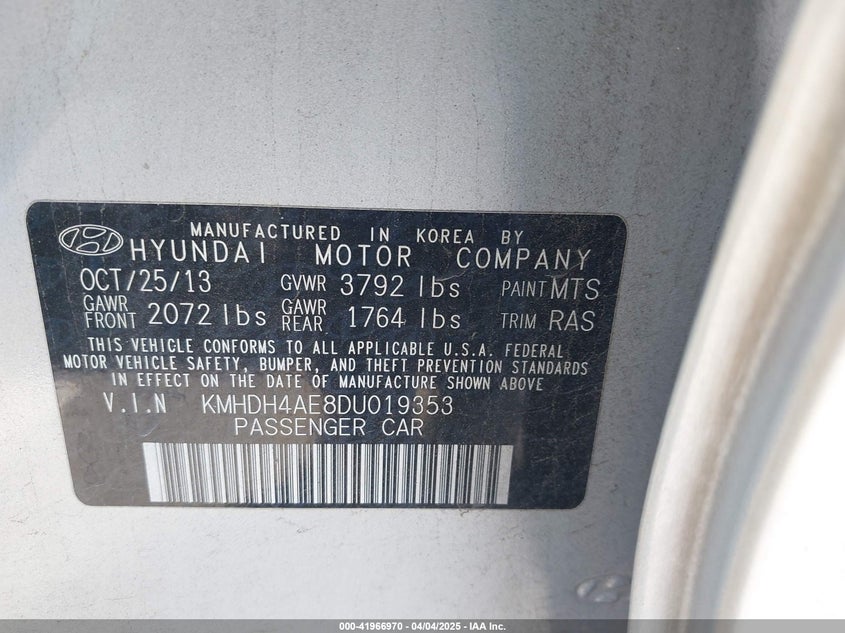 MANUFACTURED IN KOREA BY
HYUNDAI MOTOR COMPANY
OCT/25/13 GVWR 3792 lbs PAINT MTS
GAWR FRONT 2072 lbs GAWR REAR 1764 lbs TRIM RAS
THIS VEHICLE CONFORMS TO ALL APPLICABLE U.S.A. FEDERAL
MOTOR VEHICLE SAFETY, BUMPER, AND THEFT PREVENTION STANDARDS
IN EFFECT ON THE DATE OF MANUFACTURE SHOWN ABOVE
V.I.N KMHDH4AE8DU019353
PASSENGER CAR
000-41966970 - 04/04/2025 - IAA Inc.